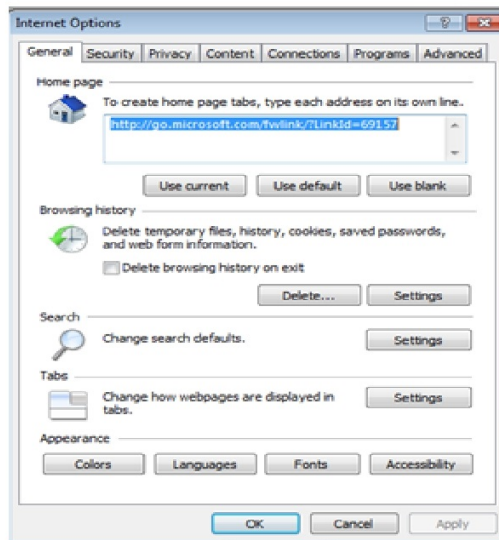 Internet Options
General Security Privacy Content Connections Programs Advanced
Home page
To create home page tabs, type each address on its own line.
http://go.microsoft.com/fwlink/?LinkId=69157
Use current Use default Use blank
Browsing history
Delete temporary files, history, cookies, saved passwords,
and web form information.
Delete browsing history on exit
Delete... Settings
Search
Change search defaults. Settings
Tabs
Change how webpages are displayed in Settings
tabs.
Appearance
Colors Languages Fonts Accessibility
OK Cancel Apply